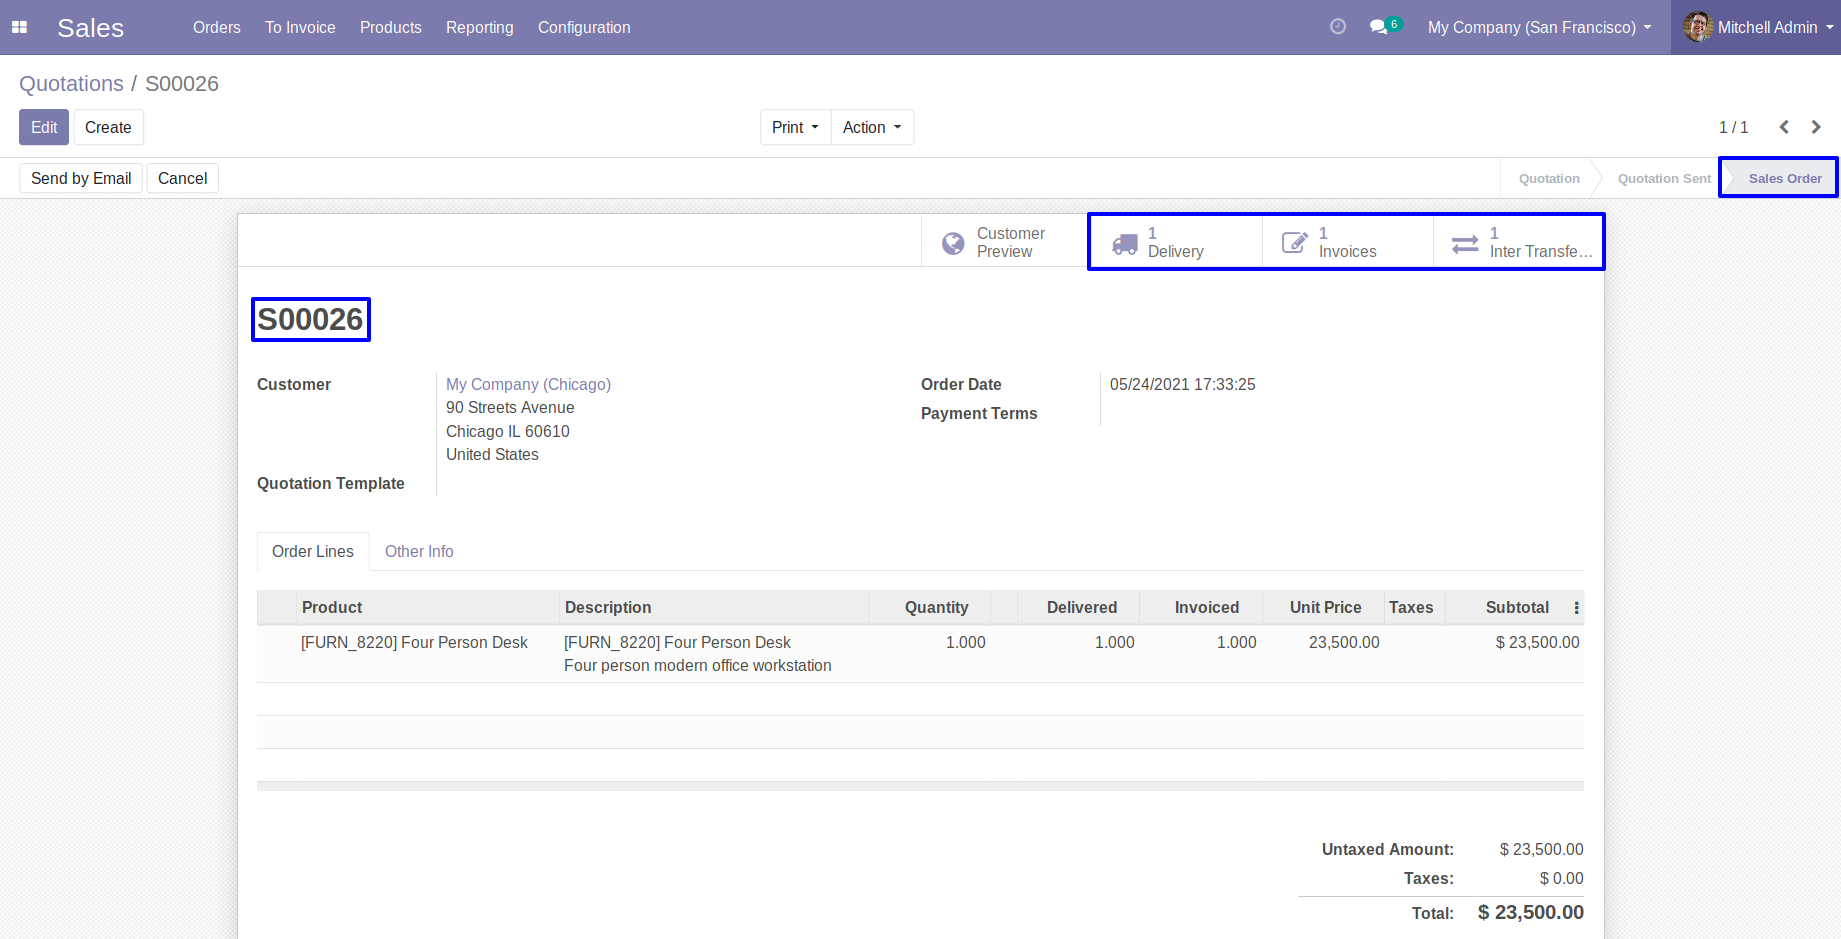 Sales Orders To Invoice Products Reporting Configuration 6 My Company (San Francisco) Mitchell Admin
Quotations / S00026
Edit Create Print Action 1 / 1
Send by Email Cancel Quotation Quotation Sent Sales Order
Customer Preview
1 Delivery
1 Invoices
1 Inter Transfe...
S00026
Customer My Company (Chicago)
90 Streets Avenue
Chicago IL 60610
United States
Quotation Template
Order Date 05/24/2021 17:33:25
Payment Terms
Order Lines Other Info
Product Description Quantity Delivered Invoiced Unit Price Taxes Subtotal
[FURN_8220] Four Person Desk [FURN_8220] Four Person Desk 1.000 1.000 1.000 23,500.00 $ 23,500.00
Four person modern office workstation
Untaxed Amount: $ 23,500.00
Taxes: $ 0.00
Total: $ 23,500.00